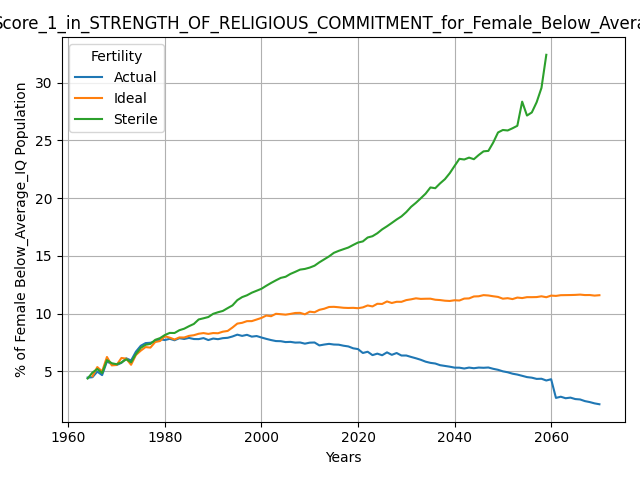 Score_1_in_STRENGTH_OF_RELIGIOUS_COMMITMENT_for_Female_Below_Avera
Fertility
Actual
Ideal
Sterile
% of Female Below_Average_IQ Population
30
25
20
15
10
5
1960 1980 2000 2020 2040 2060
Years